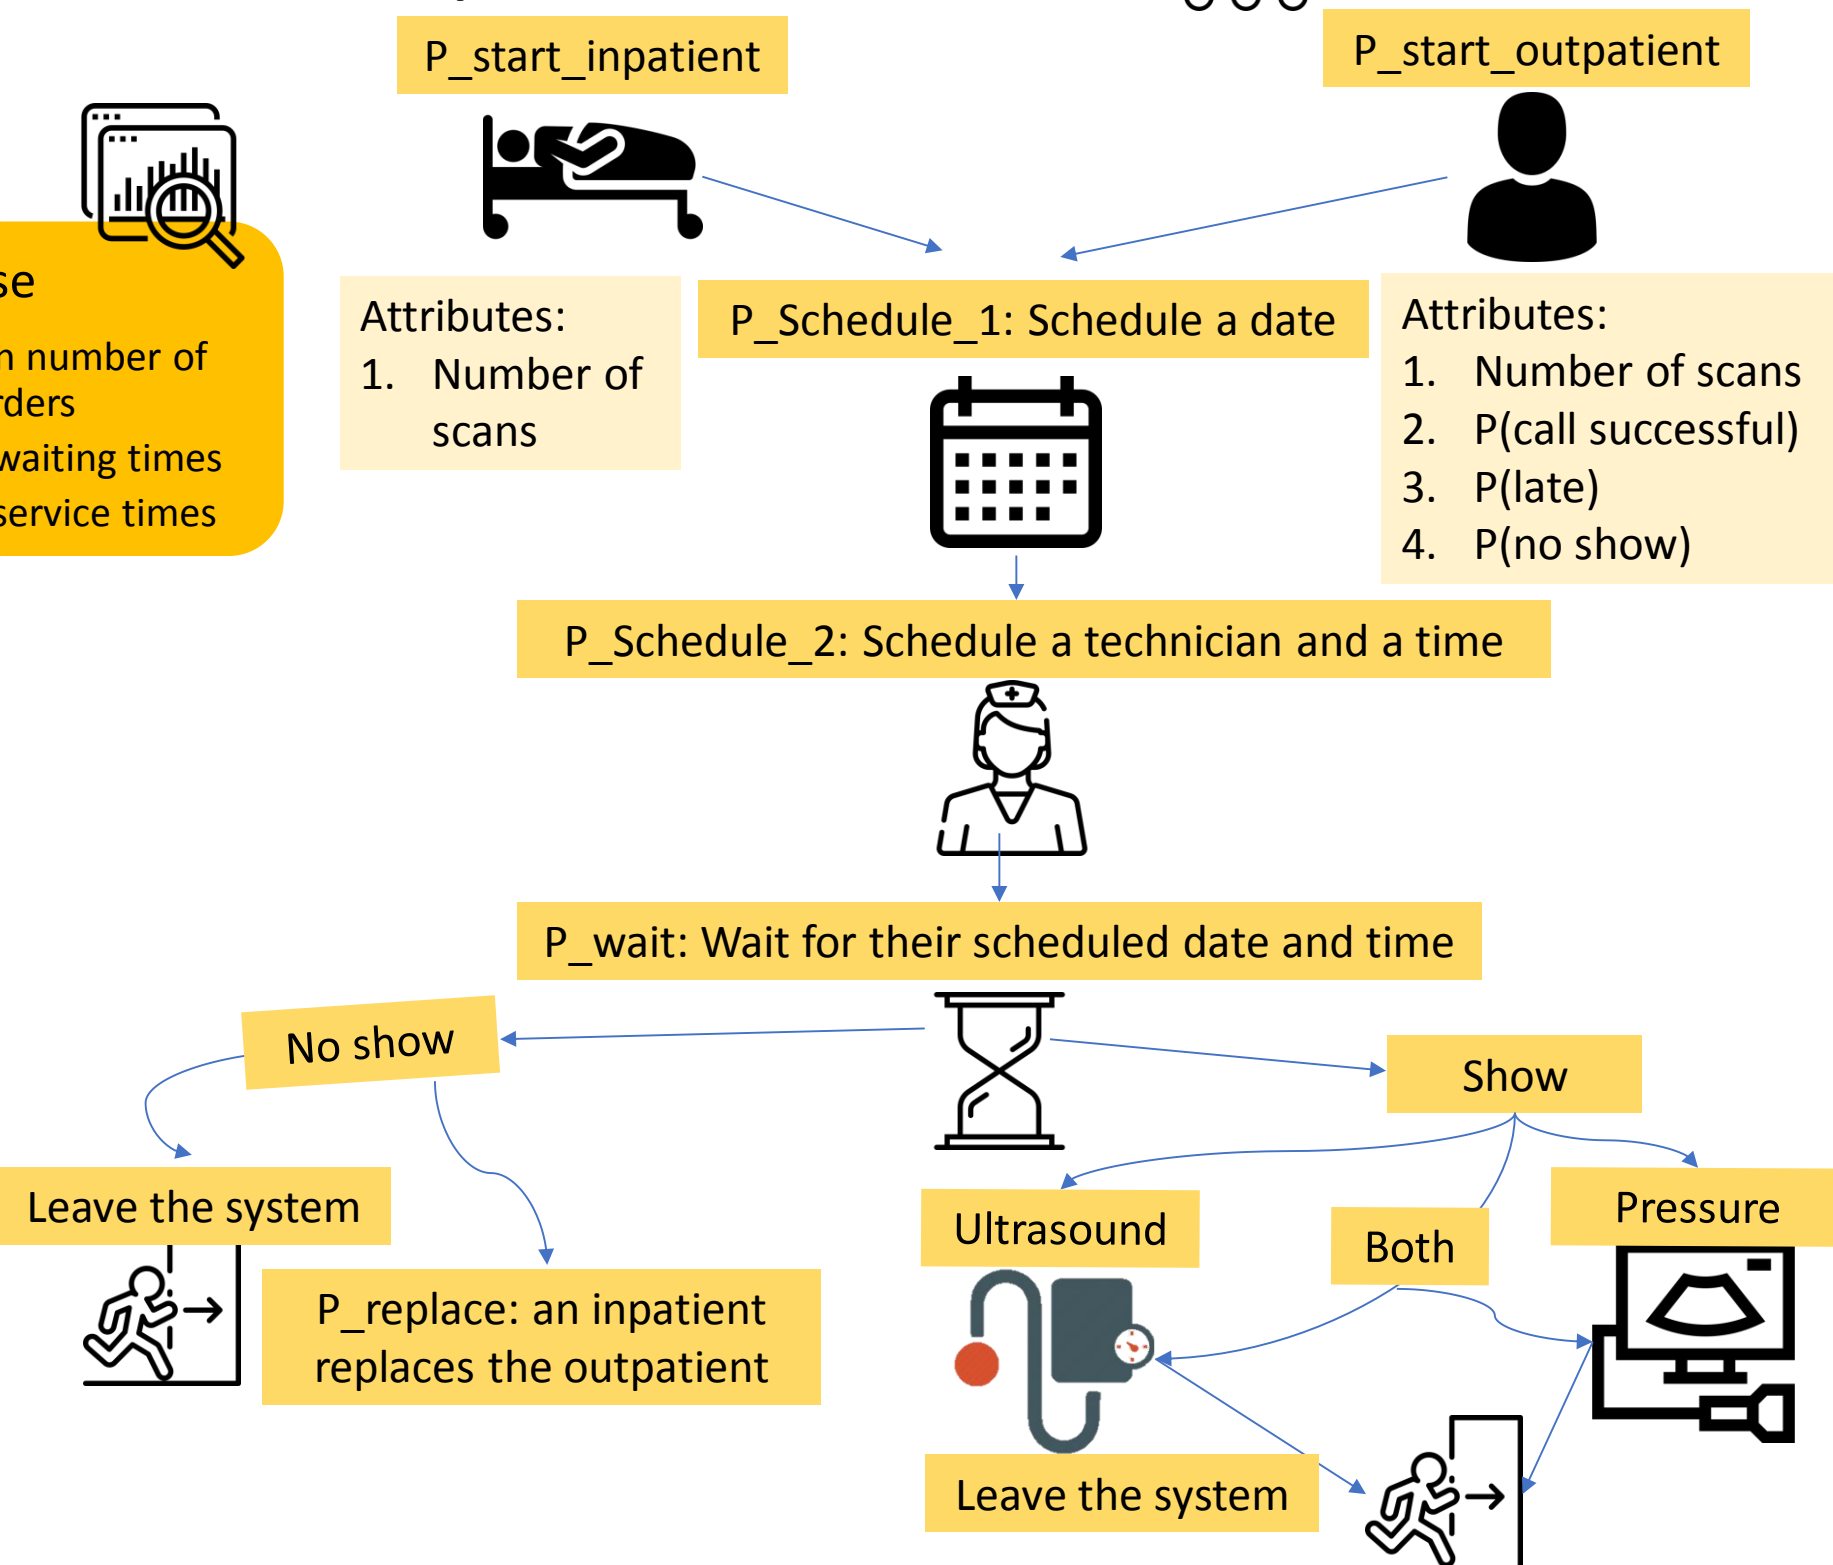 P_start_inpatient
P_start_outpatient
number of
waiting times
service times
Attributes:
1. Number of
scans
P_Schedule_1: Schedule a date
Attributes:
1. Number of scans
2. P(call successful)
3. P(late)
4. P(no show)
P_Schedule_2: Schedule a technician and a time
P_wait: Wait for their scheduled date and time
No show
Show
Leave the system
P_replace: an inpatient
replaces the outpatient
Ultrasound
Both
Pressure
Leave the system